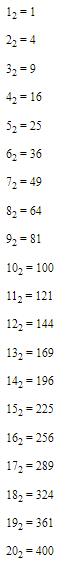 1₂ = 1
2₂ = 4
3₂ = 9
4₂ = 16
5₂ = 25
6₂ = 36
7₂ = 49
8₂ = 64
9₂ = 81
10₂ = 100
11₂ = 121
12₂ = 144
13₂ = 169
14₂ = 196
15₂ = 225
16₂ = 256
17₂ = 289
18₂ = 324
19₂ = 361
20₂ = 400